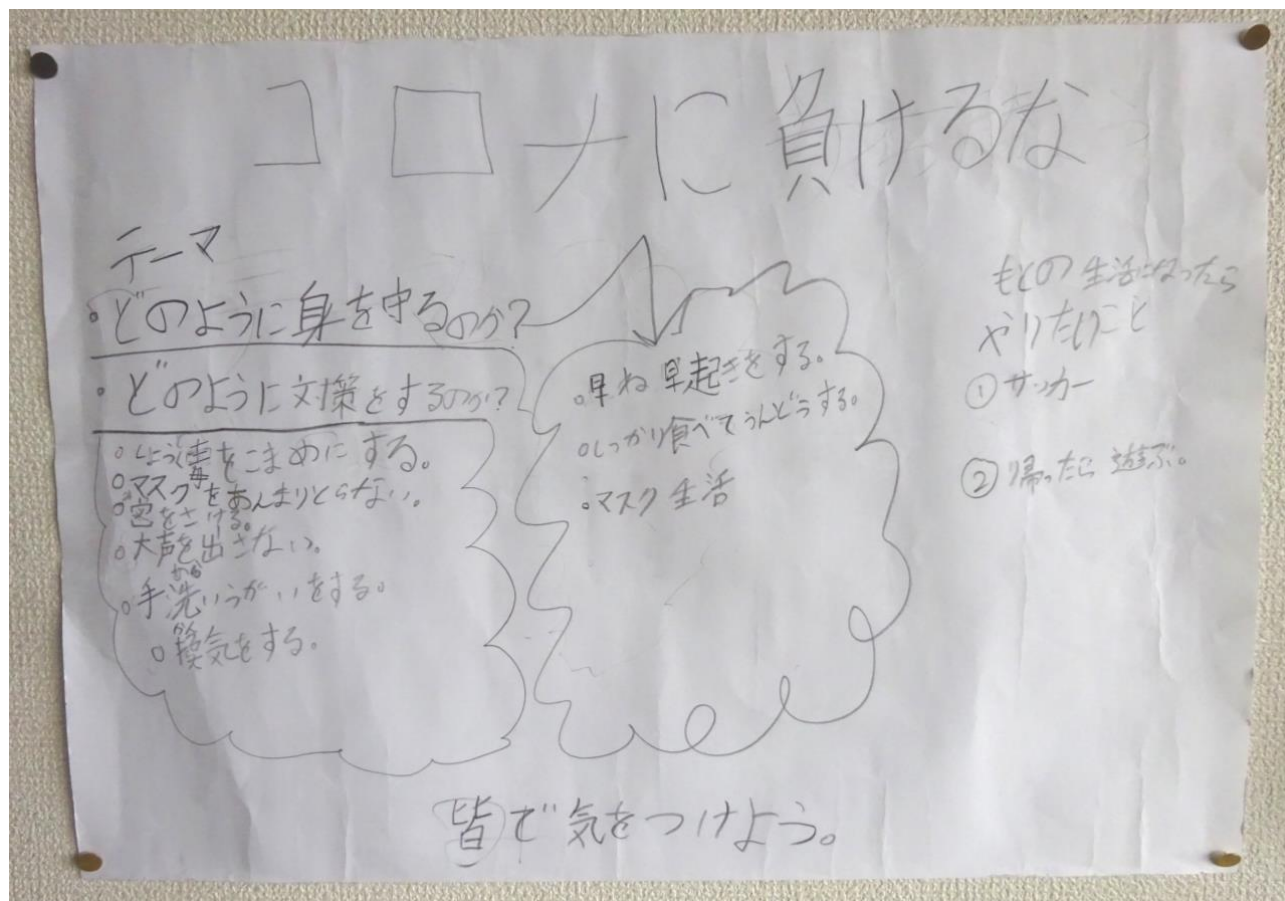 コロナに負けるな
テーマ
・どのように身を守るのか?
・どのように対策をするのか?
○しょうどく毒をこまめにする。
○マスクをあんまりとらない。
○密をさける。
○大声を出さない。
○手洗いうがいをする。
○換気をする。
○早ね早起きをする。
○しっかり食べてうんどうする。
○マスク生活
もとの生活になったら
やりたいこと
①サッカー
②帰ったら遊ぶ。
皆で気をつけよう。